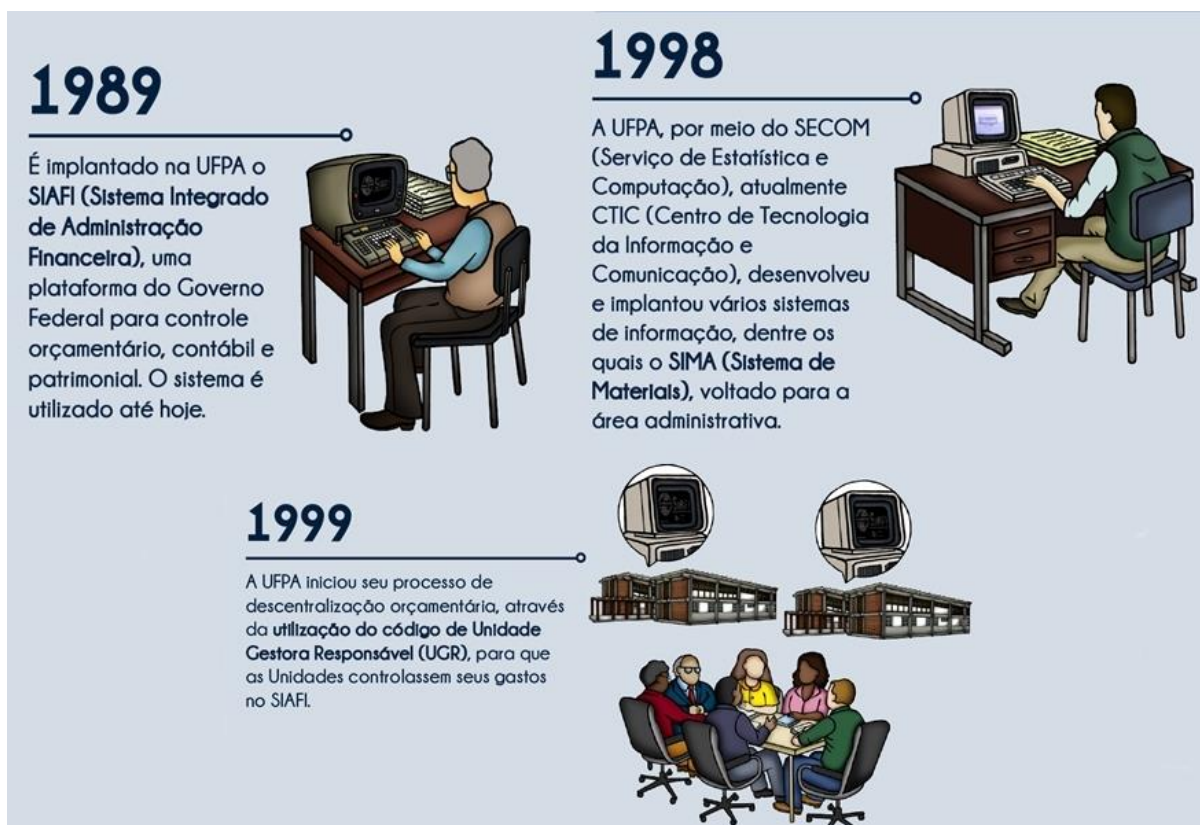 1989
É implantado na UFPA o
SIAFI (Sistema Integrado
de Administração
Financeira), uma
plataforma do Governo
Federal para controle
orçamentário, contábil e
patrimonial. O sistema é
utilizado até hoje.
1998
A UFPA, por meio do SECOM
(Serviço de Estatística e
Computação), atualmente
CTIC (Centro de Tecnologia
da Informação e
Comunicação), desenvolveu
e implantou vários sistemas
de informação, dentre os
quais o SIMA (Sistema de
Materiais), voltado para a
área administrativa.
1999
A UFPA iniciou seu processo de
descentralização orçamentária, através
da utilização do código de Unidade
Gestora Responsável (UGR), para que
as Unidades controlassem seus gastos
no SIAFI.